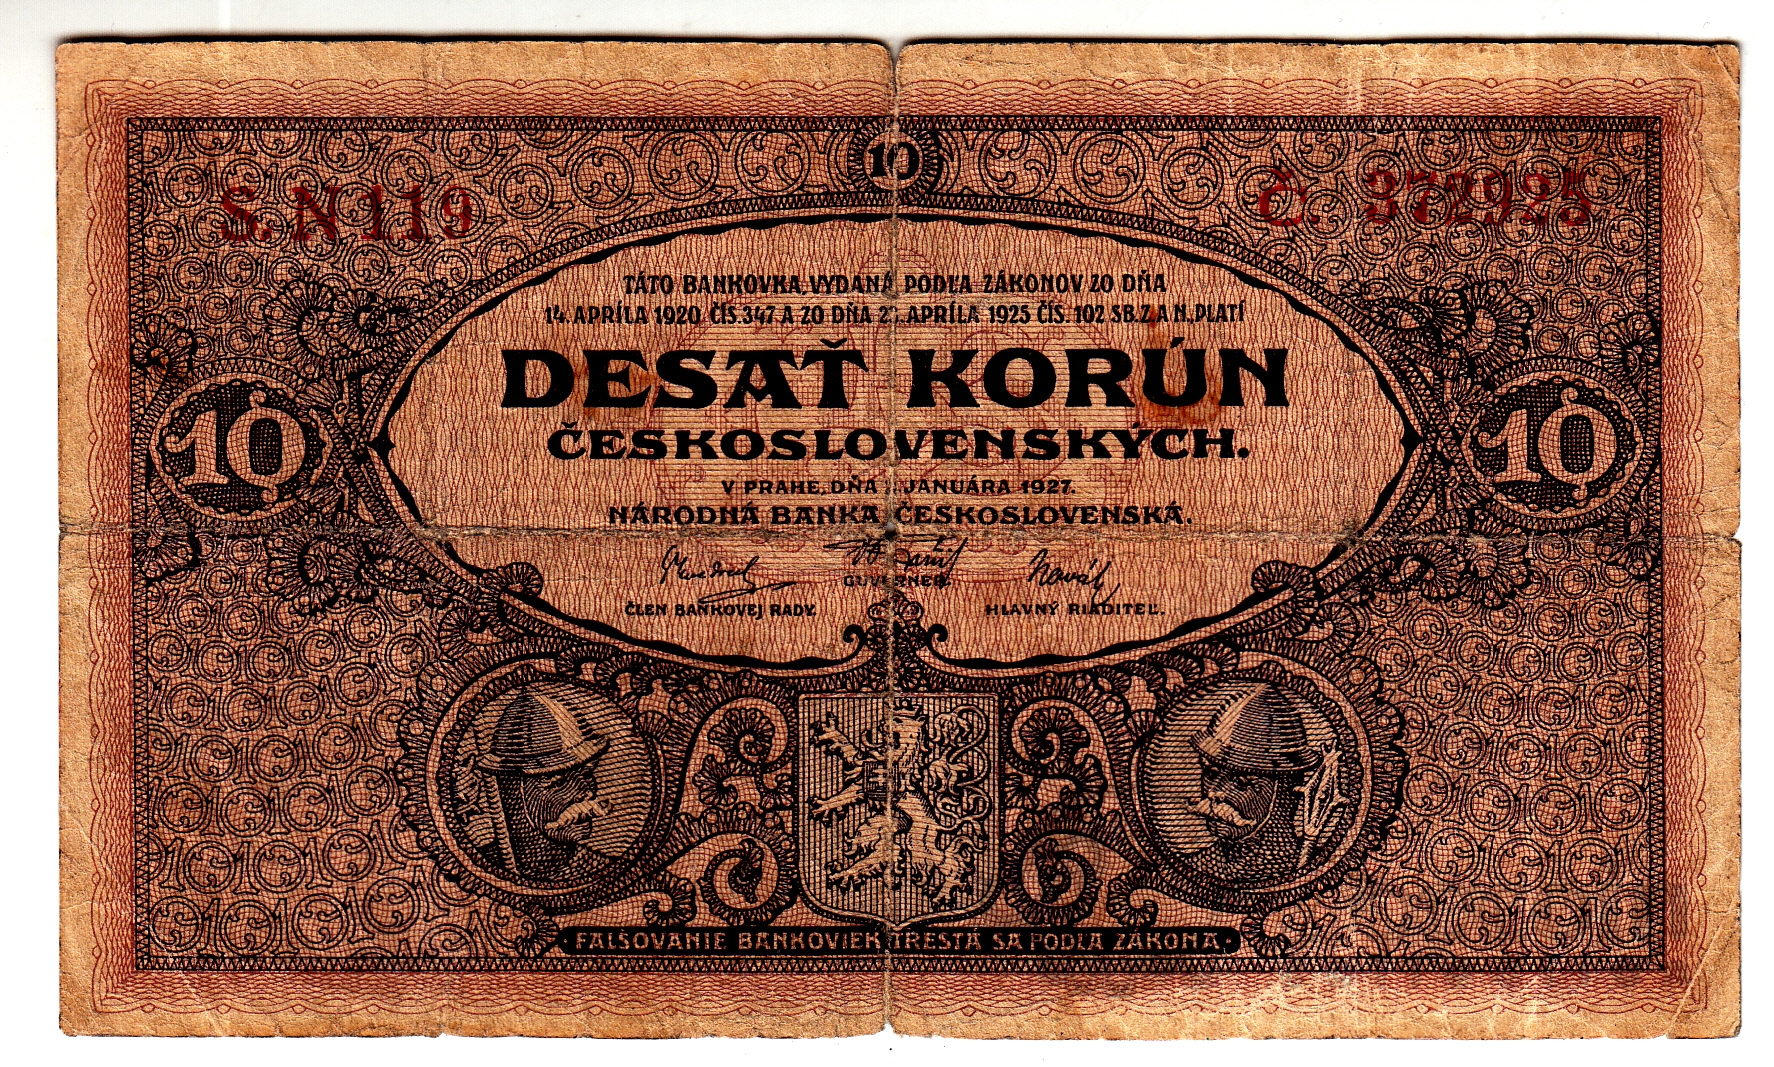 10
S. N 119
Č. 372925
TÁTO BANKOVKA, VYDANÁ PODĽA ZÁKONOV ZO DŇA
14. APRÍLA 1920 ČÍS. 347 A ZO DŇA 23. APRÍLA 1925 ČÍS. 102 SB. Z. A N., PLATÍ
DESAŤ KORÚN
10
10
ČESKOSLOVENSKÝCH.
V PRAHE, DŇA JANUÁRA 1927.
NÁRODNÁ BANKA ČESKOSLOVENSKÁ.
GUVERNER.
ČLEN BANKOVEJ RADY.
HLAVNÝ RIADITEĽ.
FALŠOVANIE BANKOVIEK TRESTÁ SA PODĽA ZÁKONA.